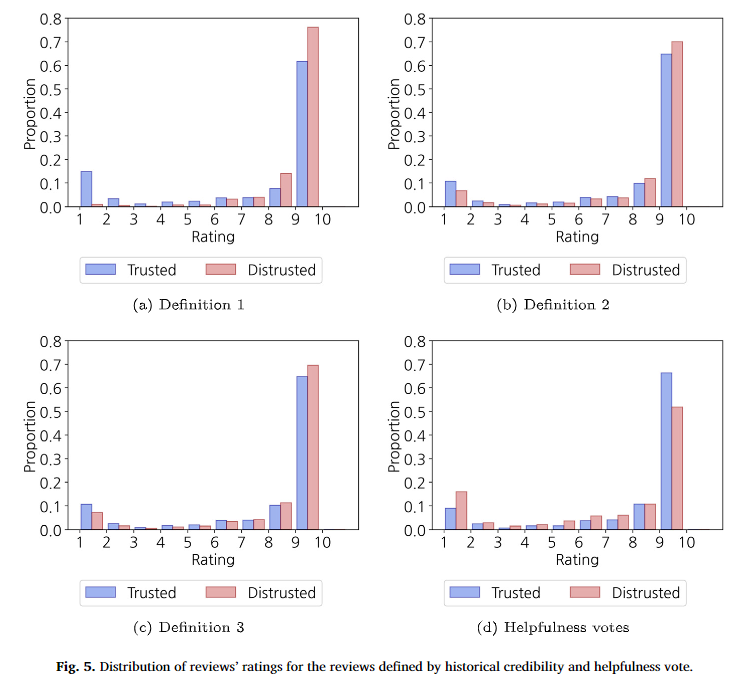 0.8
0.7
0.6
0.5
0.4
0.3
0.2
0.1
0.0
Proportion
1 2 3 4 5 6 7 8 9 10
Rating
Trusted Distrusted
(a) Definition 1
0.8
0.7
0.6
0.5
0.4
0.3
0.2
0.1
0.0
Proportion
1 2 3 4 5 6 7 8 9 10
Rating
Trusted Distrusted
(b) Definition 2
0.8
0.7
0.6
0.5
0.4
0.3
0.2
0.1
0.0
Proportion
1 2 3 4 5 6 7 8 9 10
Rating
Trusted Distrusted
(c) Definition 3
0.8
0.7
0.6
0.5
0.4
0.3
0.2
0.1
0.0
Proportion
1 2 3 4 5 6 7 8 9 10
Rating
Trusted Distrusted
(d) Helpfulness votes
Fig. 5. Distribution of reviews' ratings for the reviews defined by historical credibility and helpfulness vote.